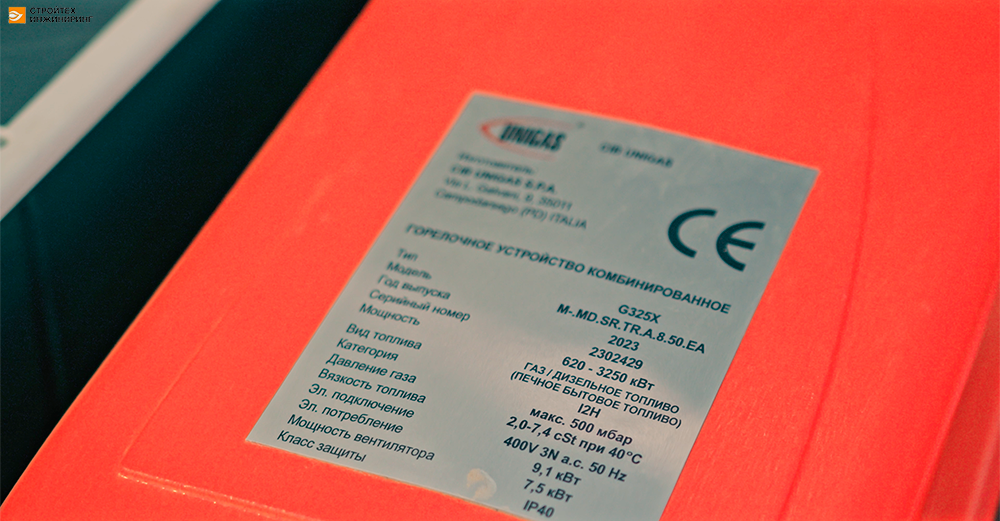 СТРОЙТЕХ
ИНЖИНИРИНГ
UNIGAS
CIB UNIGAS
Изготовитель:
CIB UNIGAS S.P.A.
Via L. Galvani, 9, 35011
Campodarsego (PD) ITALIA
CE
ГОРЕЛОЧНОЕ УСТРОЙСТВО КОМБИНИРОВАННОЕ
Тип G325X
Модель M-.MD.SR.TR.A.8.50.EA
Год выпуска 2023
Серийный номер 2302429
Мощность 620 - 3250 кВт
Вид топлива ГАЗ / ДИЗЕЛЬНОЕ ТОПЛИВО
(ПЕЧНОЕ БЫТОВОЕ ТОПЛИВО)
Категория I2H
Давление газа макс. 500 мбар
Вязкость топлива 2,0-7,4 cSt при 40°C
Эл. подключение 400V 3N a.c. 50 Hz
Эл. потребление 9,1 кВт
Мощность вентилятора 7,5 кВт
Класс защиты IP40